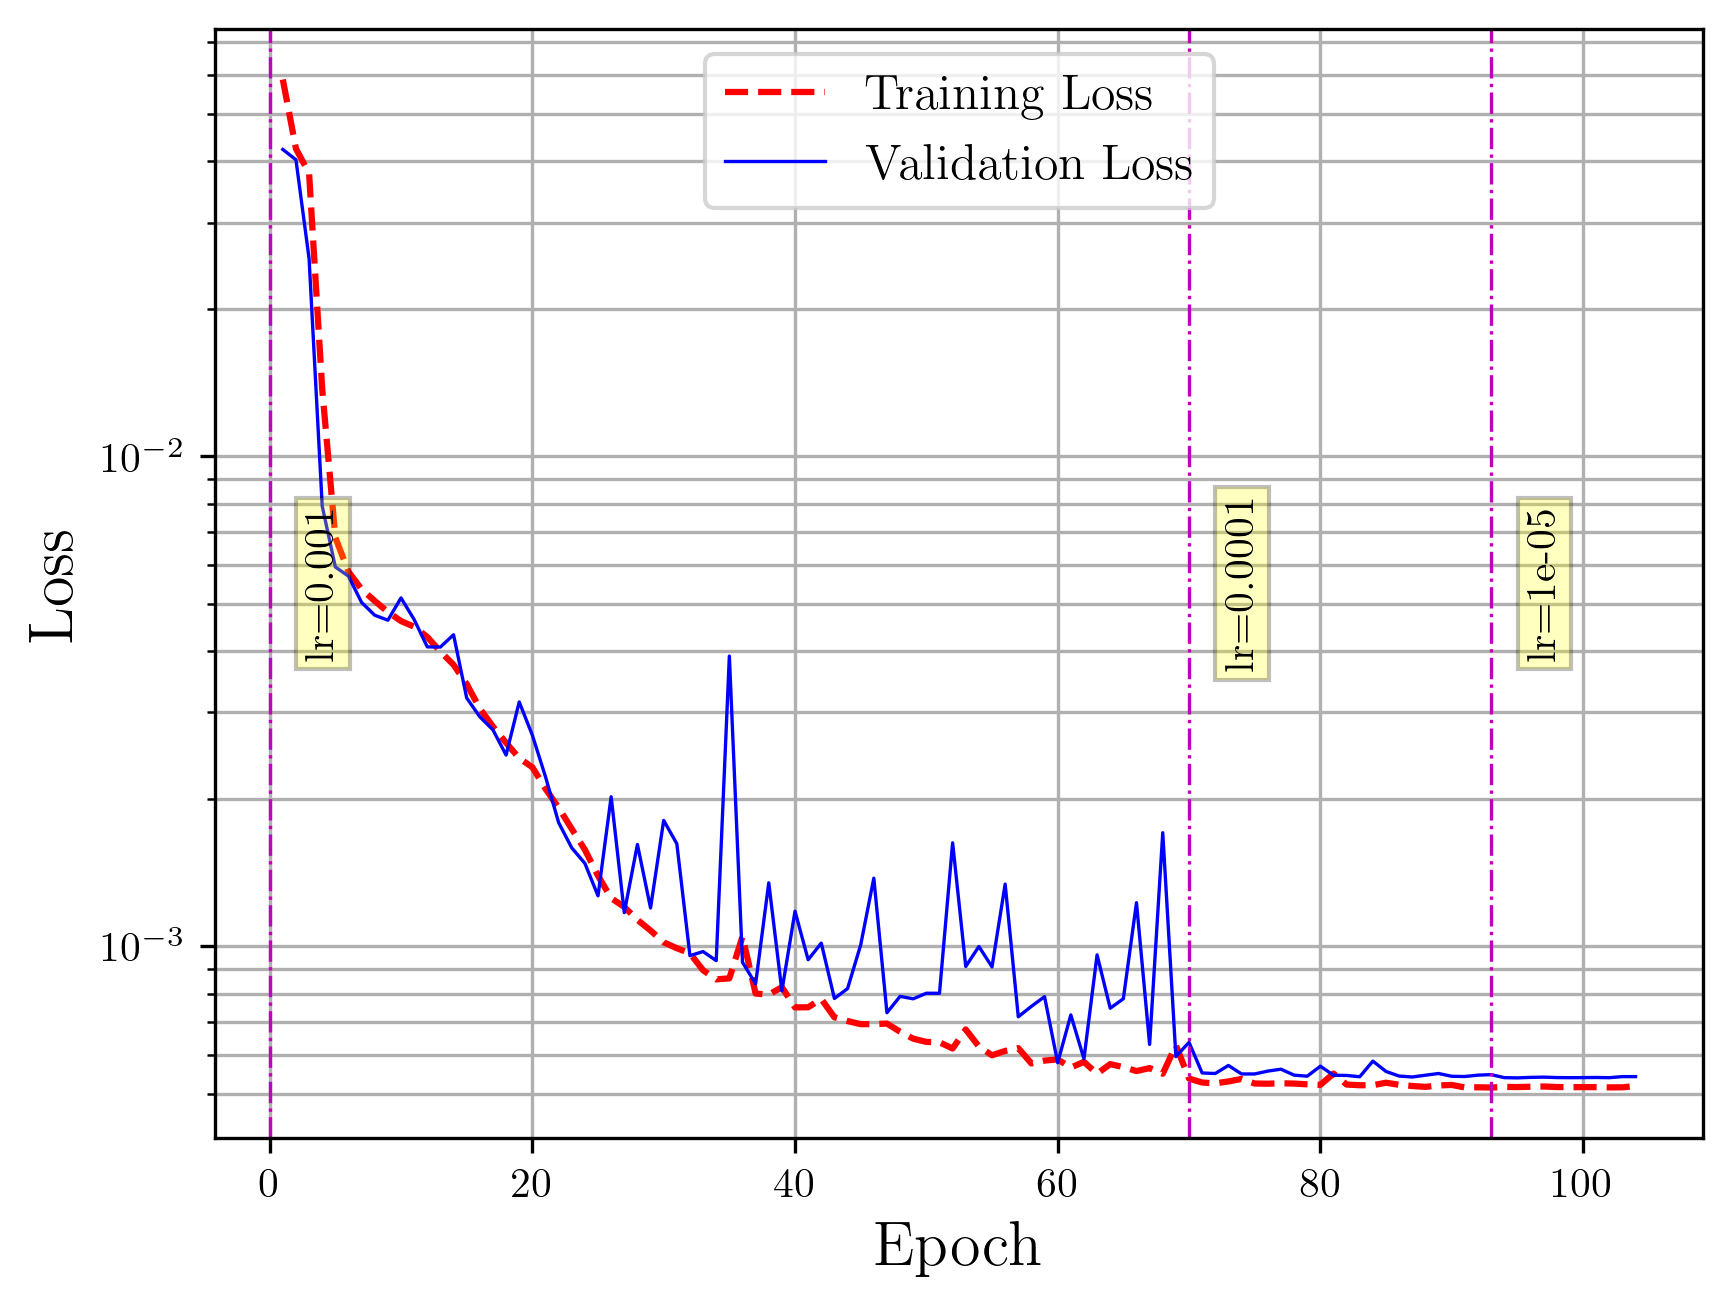 Training Loss
Validation Loss
Loss
10⁻²
10⁻³
lr=0.001
lr=0.0001
lr=1e-05
0 20 40 60 80 100
Epoch